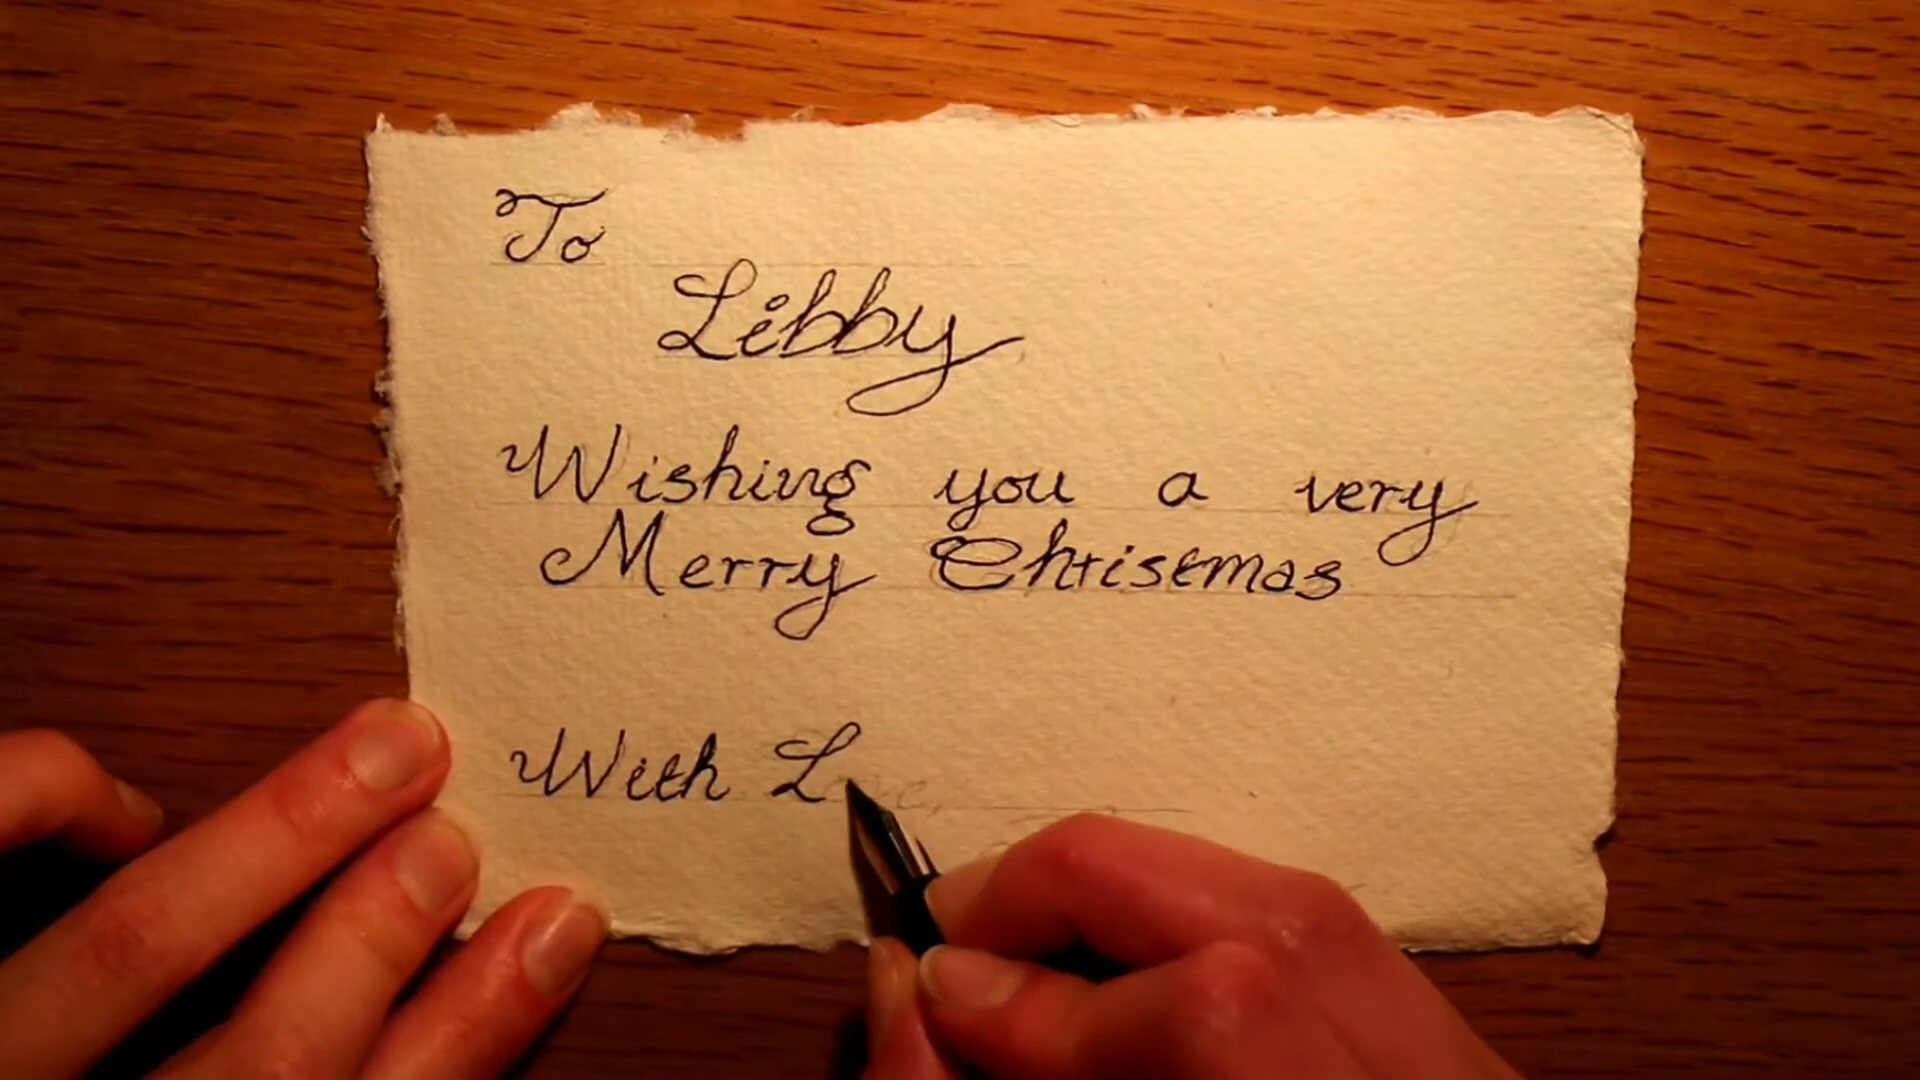 To
Libby
Wishing you a very
Merry Christmas
With L